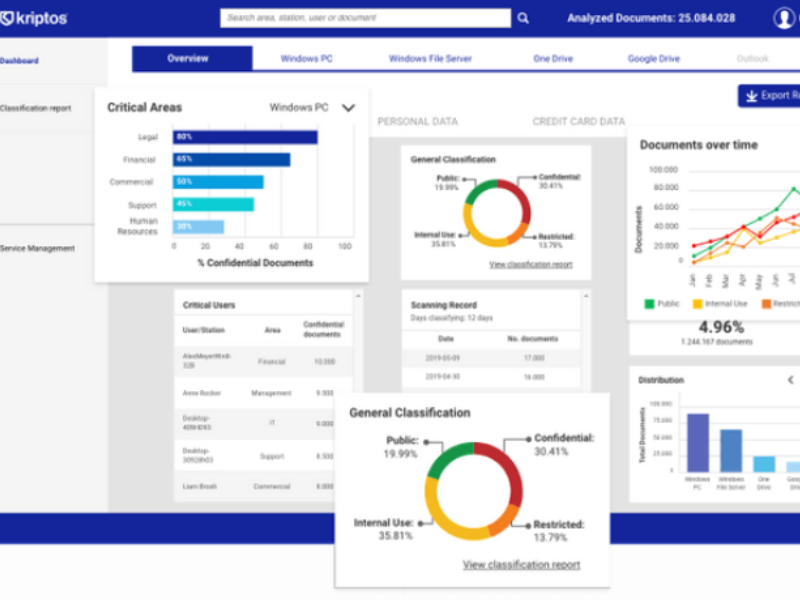 kriptos
Search area, station, user or document
Analyzed Documents: 25.084.028
Dashboard
Classification report
Service Management
Overview
Windows PC
Windows File Server
One Drive
Google Drive
Outlook
Export
PERSONAL DATA
CREDIT CARD DATA
Critical Areas
Windows PC
Legal 80%
Financial 65%
Commercial 50%
Support 45%
Human
Resources 30%
0 20 40 60 80 100
% Confidential Documents
General Classification
Public:
19.99%
Confidential:
30.41%
Internal Use:
35.81%
Restricted:
13.79%
View classification report
Documents over time
100.000
80.000
60.000
40.000
20.000
0
Documents
Jan Feb Mar Apr May Jun Jul
Public
Internal Use
4.96%
1.244.167 documents
Critical Users
User/Station
Area
Confidential
documents
Financial
10.000
Anne Rocker
Management
9.500
Desktop-
IT
9.000
Desktop-
Support
8.500
Liam Brosh
Commercial
8.000
Scanning Record
Days classifying: 12 days
Date
No. documents
2019-05-09
17.000
2019-04-30
16.000
Distribution
100.000
75.000
50.000
25.000
0
Total Documents
Windows
PC
Windows
File Server
One
Drive
General Classification
Public:
19.99%
Confidential:
30.41%
Internal Use:
35.81%
Restricted:
13.79%
View classification report